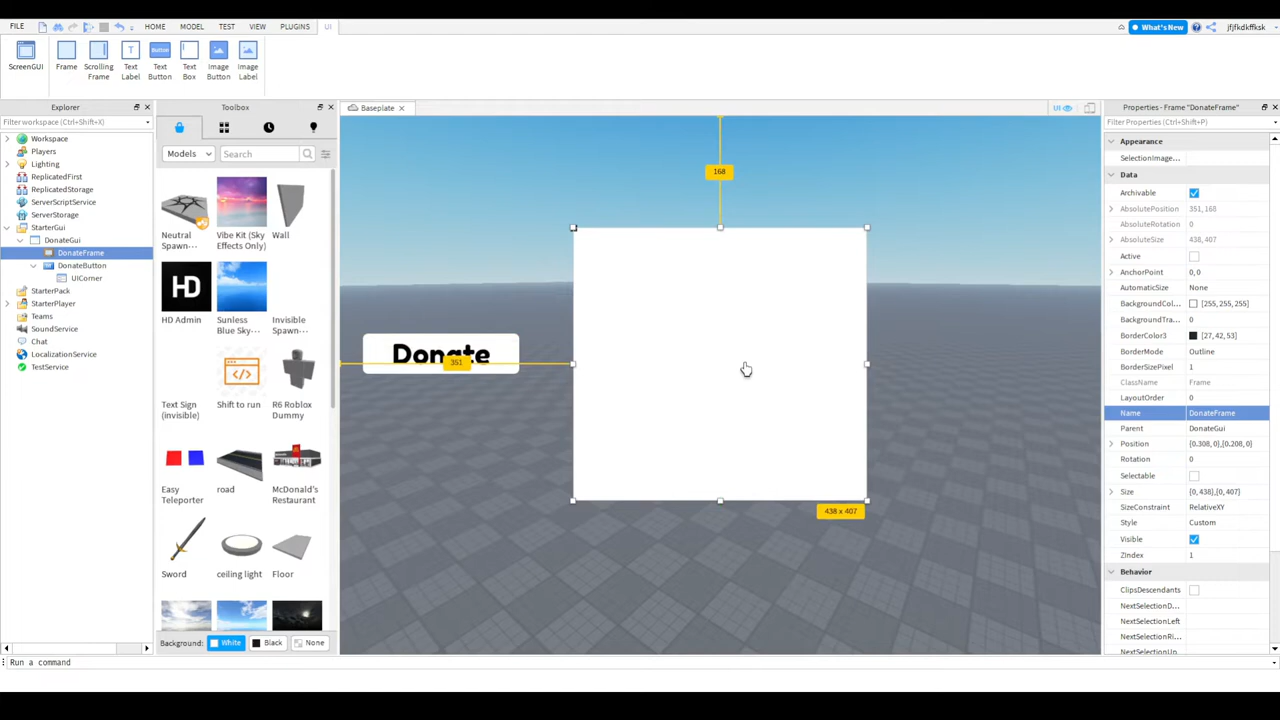 FILE HOME MODEL TEST VIEW PLUGINS UI What's New jfjfkdkffksk
ScreenGUI Frame Scrolling Frame Text Label Text Button Text Box Image Button Image Label
Button
Explorer
Filter workspace (Ctrl+Shift+X)
Workspace
Players
Lighting
ReplicatedFirst
ReplicatedStorage
ServerScriptService
ServerStorage
StarterGui
DonateGui
DonateFrame
DonateButton
UICorner
StarterPack
StarterPlayer
Teams
SoundService
Chat
LocalizationService
TestService
Toolbox
Models Search
Neutral Spawn… Vibe Kit (Sky Effects Only) Wall
HD
HD Admin Sunless Blue Sky… Invisible Spawn…
Text Sign (invisible) Shift to run R6 Roblox Dummy
Easy Teleporter road McDonald's Restaurant
Sword ceiling light Floor
Background: White Black None
Baseplate
UI
168
Donate
351
438 x 407
Properties - Frame "DonateFrame"
Filter Properties (Ctrl+Shift+P)
Appearance
SelectionImage…
Data
Archivable
AbsolutePosition 351, 168
AbsoluteRotation 0
AbsoluteSize 438, 407
Active
AnchorPoint 0, 0
AutomaticSize None
BackgroundCol… [255, 255, 255]
BackgroundTra… 0
BorderColor3 [27, 42, 53]
BorderMode Outline
BorderSizePixel 1
ClassName Frame
LayoutOrder 0
Name DonateFrame
Parent DonateGui
Position {0.308, 0},{0.208, 0}
Rotation 0
Selectable
Size {0, 438},{0, 407}
SizeConstraint RelativeXY
Style Custom
Visible
ZIndex 1
Behavior
ClipsDescendants
NextSelectionD…
NextSelectionLeft
NextSelectionRi…
NextSelectionUp
Run a command